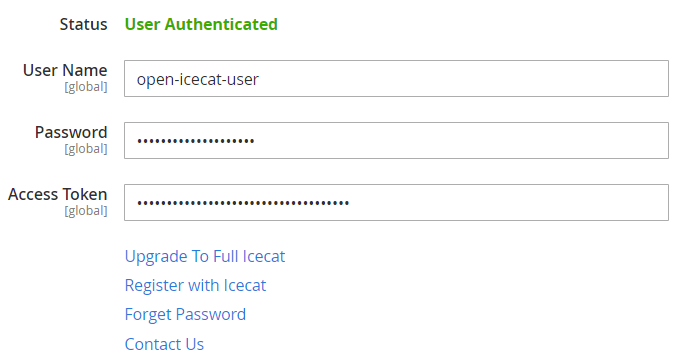 Status User Authenticated
User Name
[global]
open-icecat-user
Password
[global]
••••••••••••••••••••
Access Token
[global]
••••••••••••••••••••••••••••••••••••
Upgrade To Full Icecat
Register with Icecat
Forget Password
Contact Us